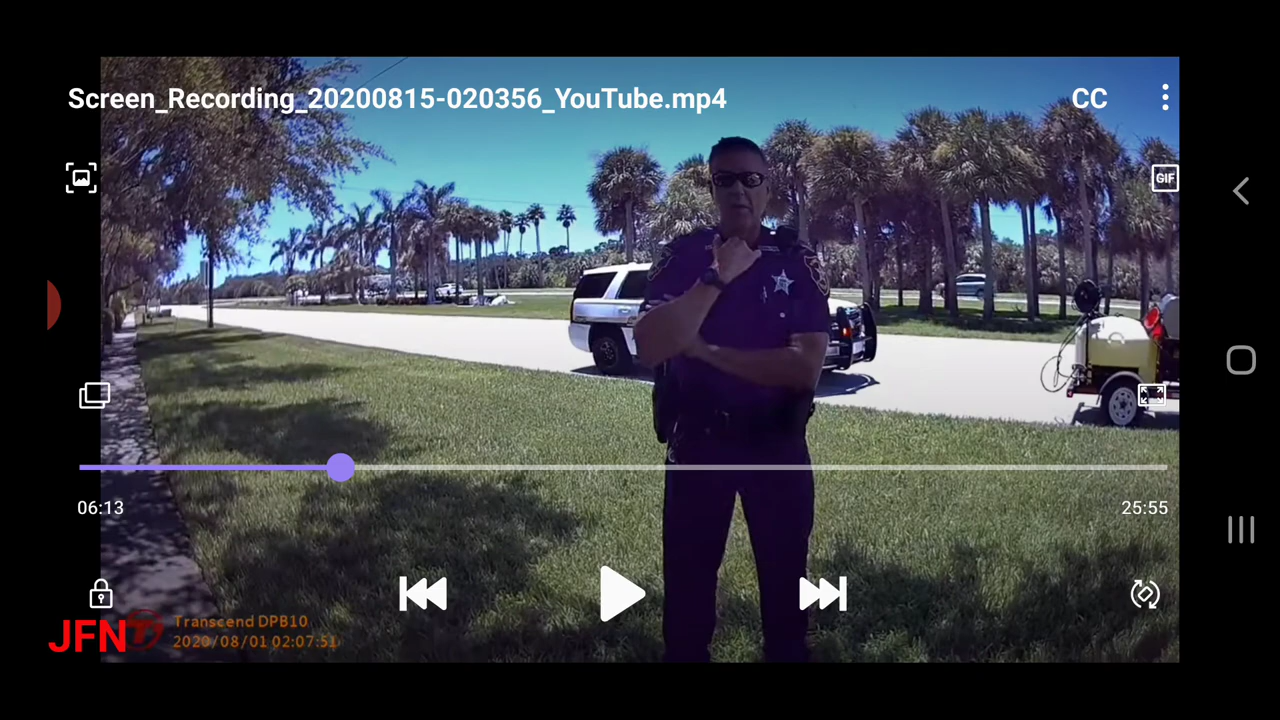 Screen_Recording_20200815-020356_YouTube.mp4
CC
GIF
06:13
25:55
JFN
Transcend DPB10
2020/08/01 02:07:51